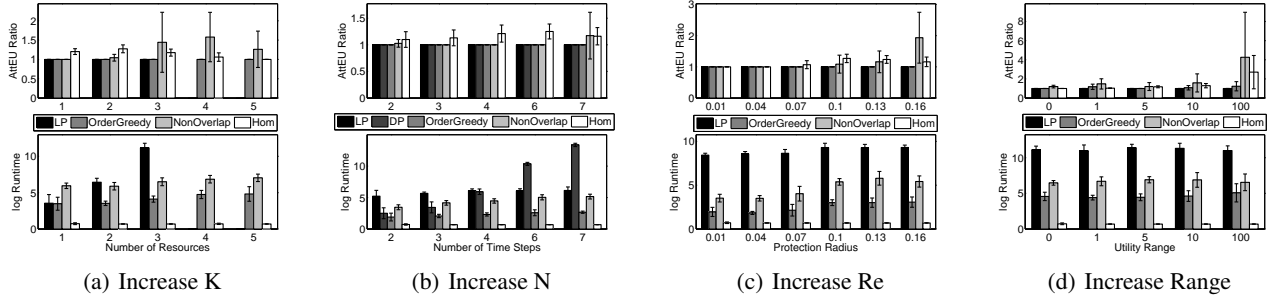 AttEU Ratio
2
1.5
1
0.5
0
1 2 3 4 5
LP OrderGreedy NonOverlap Hom
log Runtime
10
5
0
1 2 3 4 5
Number of Resources
(a) Increase K
AttEU Ratio
1.5
1
0.5
0
2 3 4 6 7
LP DP OrderGreedy NonOverlap Hom
log Runtime
10
5
0
2 3 4 6 7
Number of Time Steps
(b) Increase N
AttEU Ratio
3
2
1
0
0.01 0.04 0.07 0.1 0.13 0.16
LP OrderGreedy NonOverlap Hom
log Runtime
10
5
0
0.01 0.04 0.07 0.1 0.13 0.16
Protection Radius
(c) Increase Re
AttEU Ratio
8
6
4
2
0
0 1 5 10 100
LP OrderGreedy NonOverlap Hom
log Runtime
10
5
0
0 1 5 10 100
Utility Range
(d) Increase Range